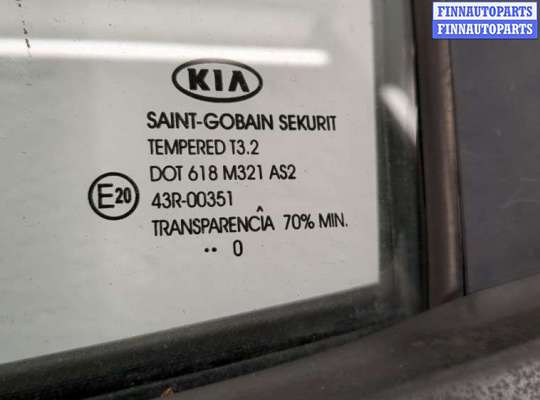 FINNAUTOPARTS
FINNAUTOPARTS
KIA
SAINT-GOBAIN SEKURIT
TEMPERED T3.2
DOT 618 M321 AS2
E20
43R-00351
TRANSPARENCIA 70% MIN.
.. 0